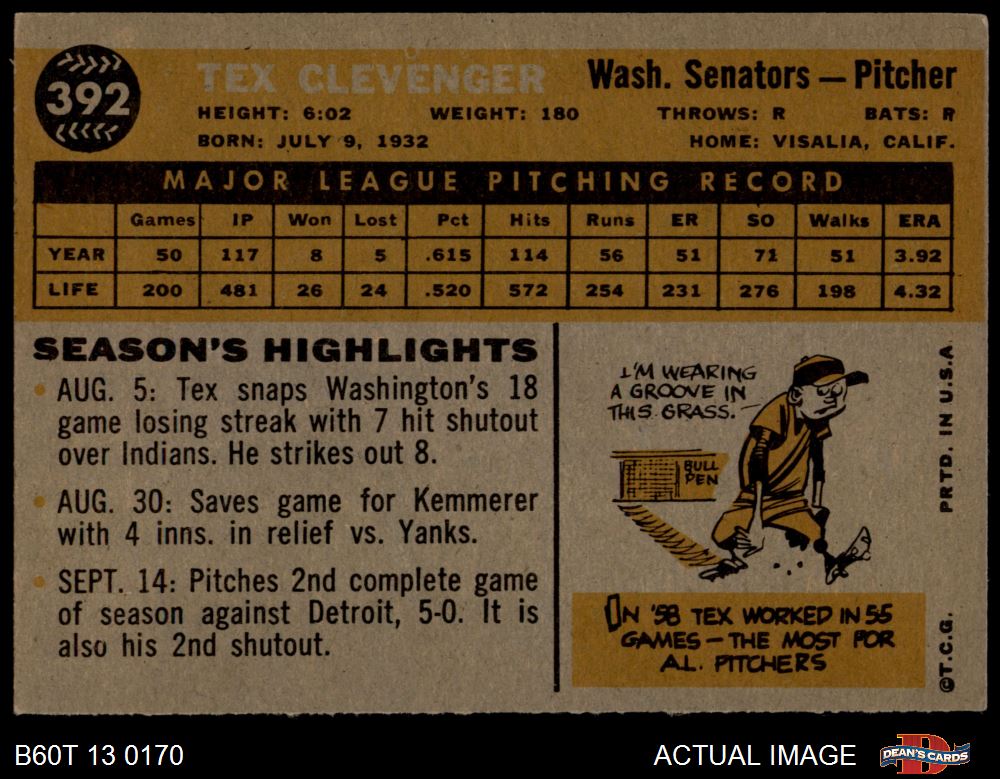 392
TEX CLEVENGER
Wash. Senators — Pitcher
HEIGHT: 6:02 WEIGHT: 180 THROWS: R BATS: R
BORN: JULY 9, 1932 HOME: VISALIA, CALIF.
MAJOR LEAGUE PITCHING RECORD
Games IP Won Lost Pct Hits Runs ER SO Walks ERA
YEAR 50 117 8 5 .615 114 56 51 71 51 3.92
LIFE 200 481 26 24 .520 572 254 231 276 198 4.32
SEASON'S HIGHLIGHTS
• AUG. 5: Tex snaps Washington's 18
game losing streak with 7 hit shutout
over Indians. He strikes out 8.
• AUG. 30: Saves game for Kemmerer
with 4 inns. in relief vs. Yanks.
• SEPT. 14: Pitches 2nd complete game
of season against Detroit, 5-0. It is
also his 2nd shutout.
I'M WEARING
A GROOVE IN
THIS GRASS.
BULL
PEN
IN '58 TEX WORKED IN 55
GAMES – THE MOST FOR
A.L. PITCHERS
©T.C.G. PRTD. IN U.S.A.
B60T 13 0170
ACTUAL IMAGE
DEAN'S CARDS